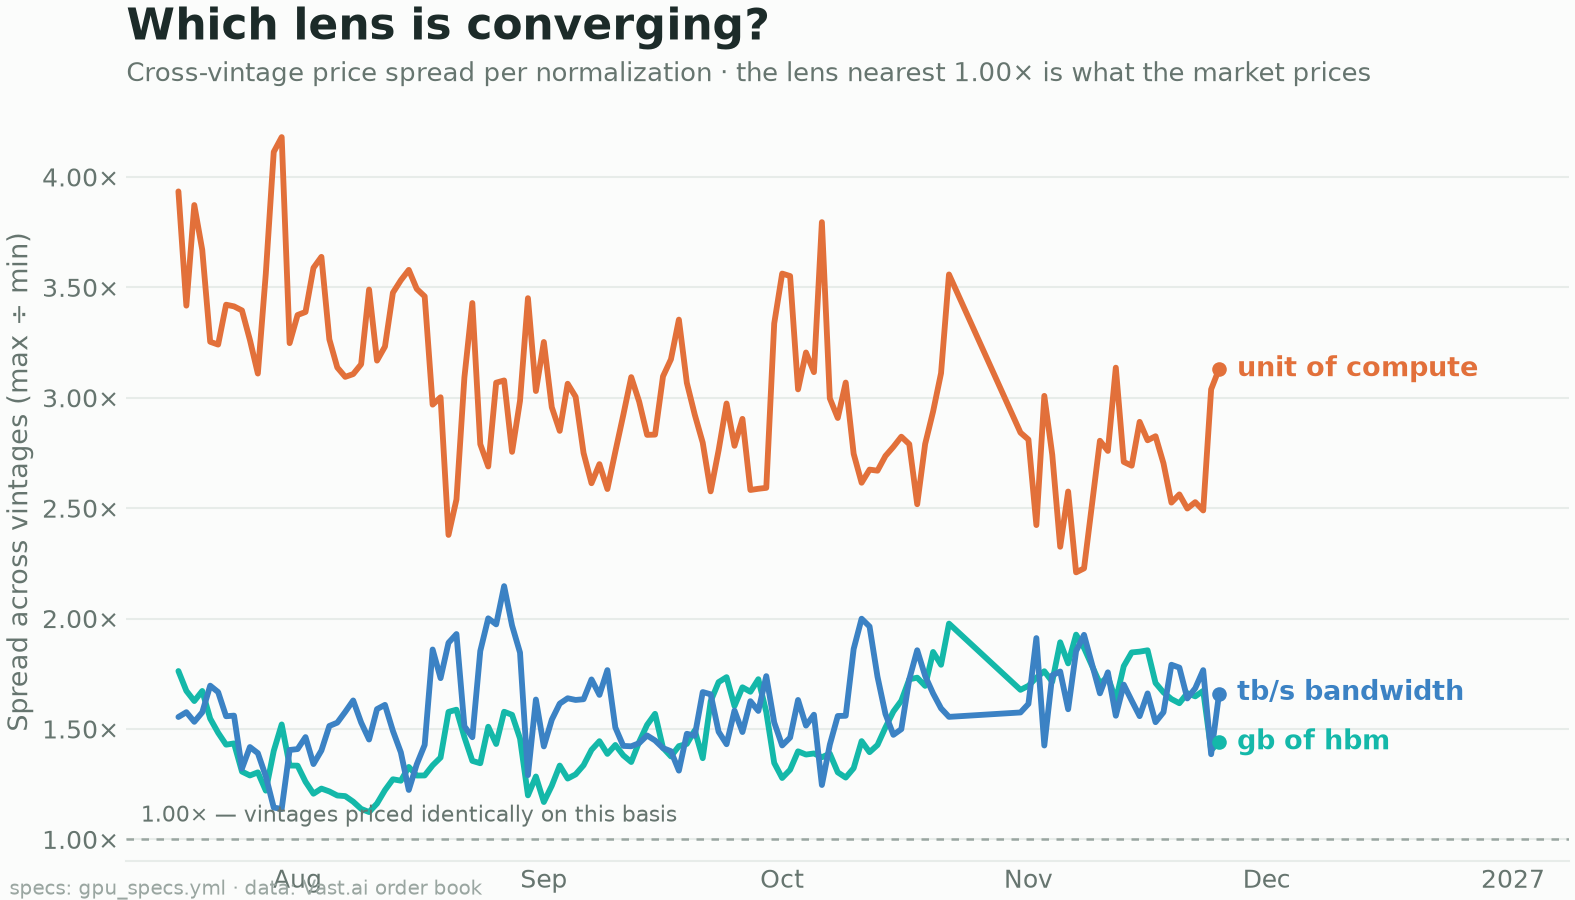 Which lens is converging?
Cross-vintage price spread per normalization · the lens nearest 1.00× is what the market prices
Spread across vintages (max ÷ min)
4.00×
3.50×
3.00×
2.50×
2.00×
1.50×
1.00×
unit of compute
tb/s bandwidth
gb of hbm
1.00× — vintages priced identically on this basis
Aug
Sep
Oct
Nov
Dec
2027
specs: gpu_specs.yml · data: Vast.ai order book